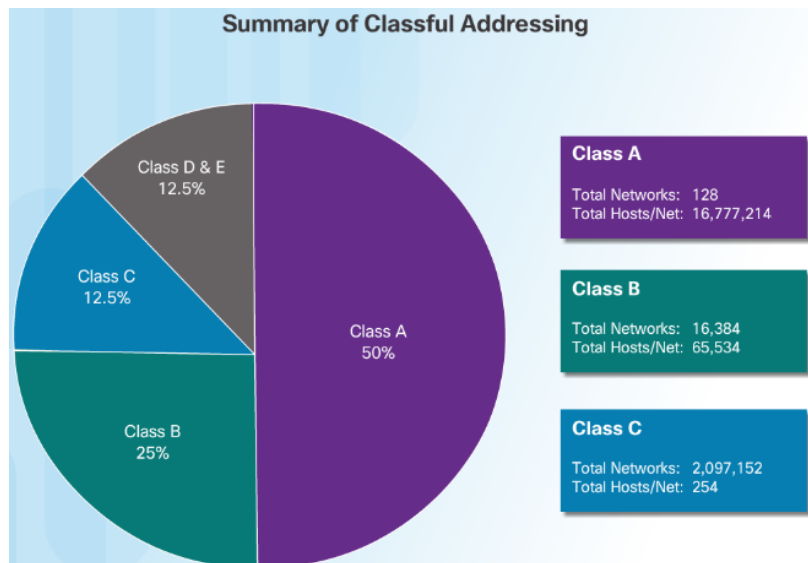 Summary of Classful Addressing
Class D & E
12.5%
Class C
12.5%
Class A
50%
Class B
25%
Class A
Total Networks: 128
Total Hosts/Net: 16,777,214
Class B
Total Networks: 16,384
Total Hosts/Net: 65,534
Class C
Total Networks: 2,097,152
Total Hosts/Net: 254